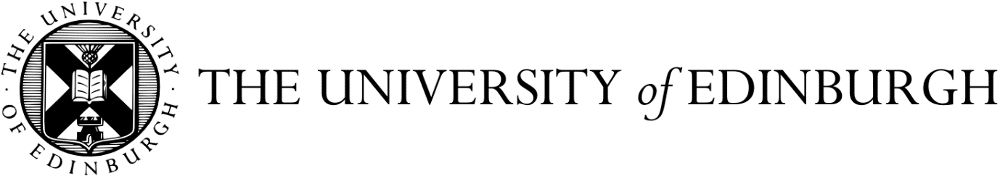 THE UNIVERSITY
OF EDINBURGH
THE UNIVERSITY of EDINBURGH